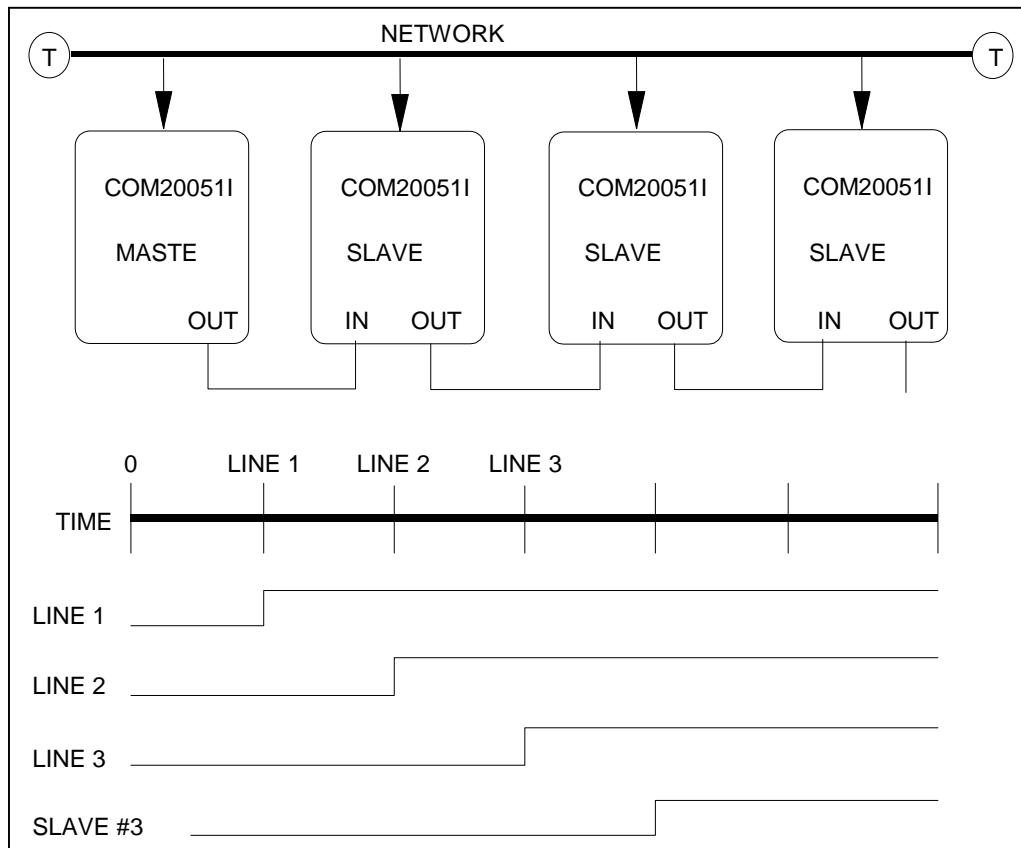 NETWORK
T T
COM20051I COM20051I COM20051I COM20051I
MASTE SLAVE SLAVE SLAVE
OUT IN OUT IN OUT IN OUT
0 LINE 1 LINE 2 LINE 3
TIME
LINE 1
LINE 2
LINE 3
SLAVE #3